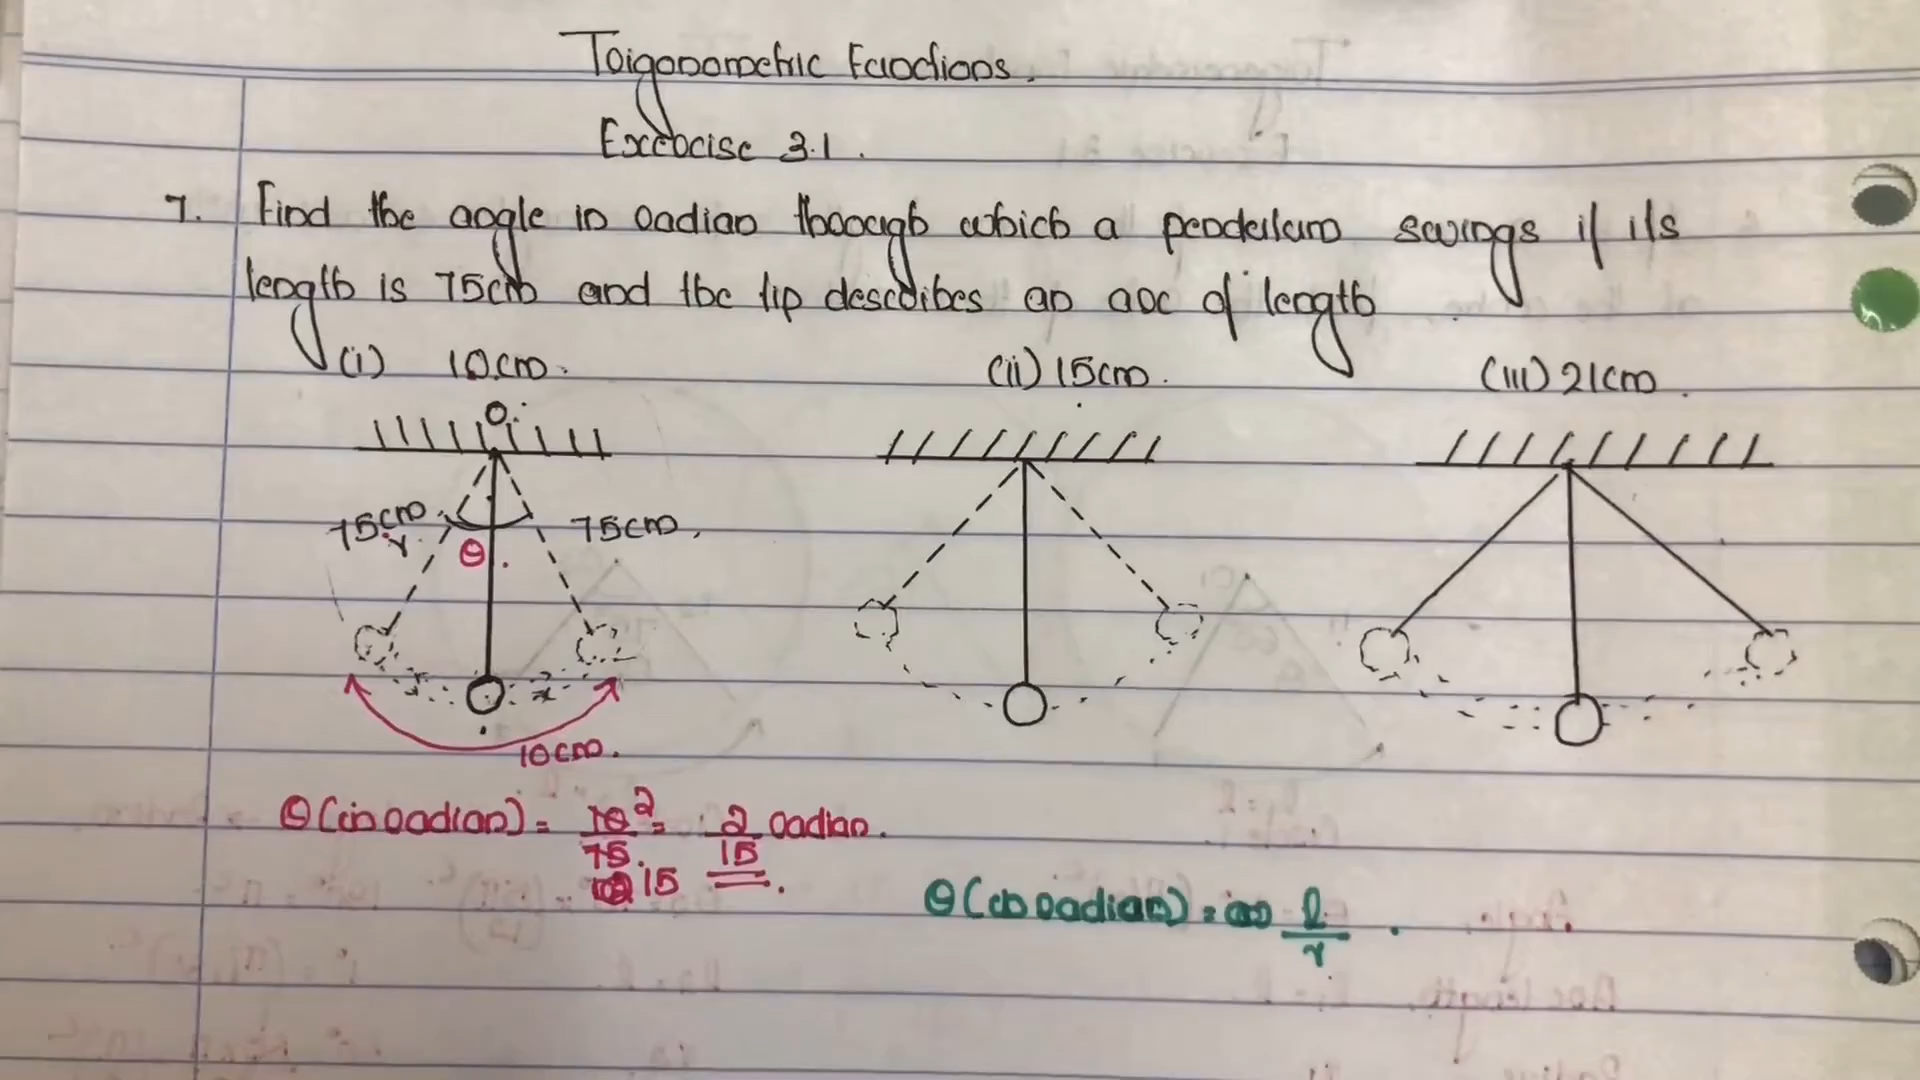 Trigonometric Functions.
Exercise 3.1.
7. Find the angle in radian through which a pendulum swings if its
length is 75cm and the tip describes an arc of length
(i) 10cm. (ii) 15cm. (iii) 21cm.
O
75cm. 75cm.
r
θ.
10cm.
θ(in radian) = 10 2 = 2 radian.
75. 15
15
θ(in radian) = l
r